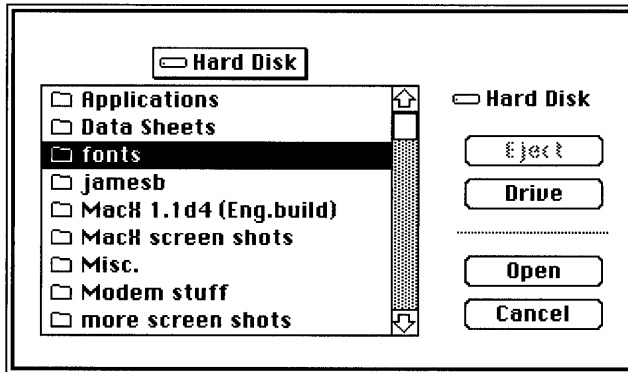 Hard Disk
Applications
Data Sheets
fonts
jamesb
MacX 1.1d4 (Eng.build)
MacX screen shots
Misc.
Modem stuff
more screen shots
Hard Disk
Eject
Drive
Open
Cancel